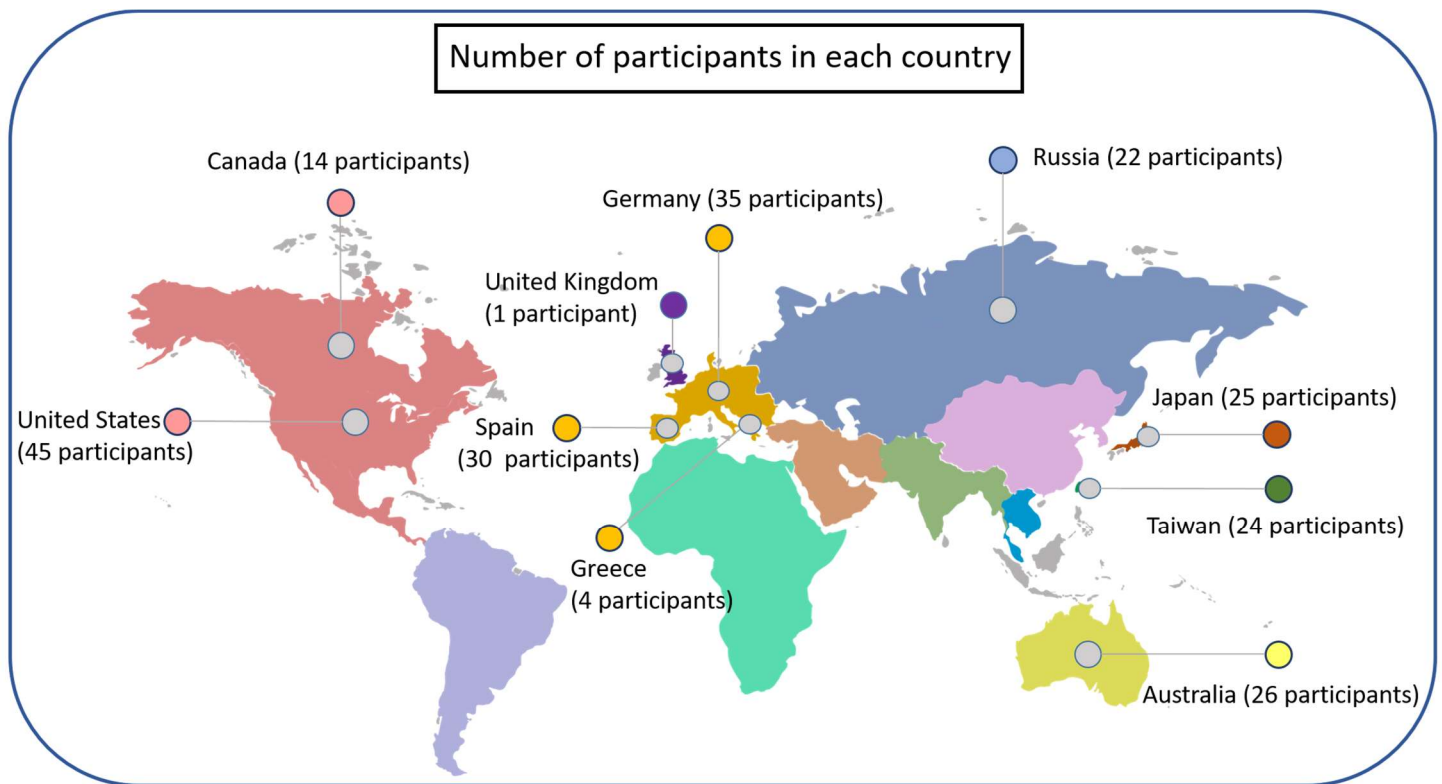 Number of participants in each country
Canada (14 participants)
Russia (22 participants)
Germany (35 participants)
United Kingdom
(1 participant)
Japan (25 participants)
United States
(45 participants)
Spain
(30 participants)
Taiwan (24 participants)
Greece
(4 participants)
Australia (26 participants)